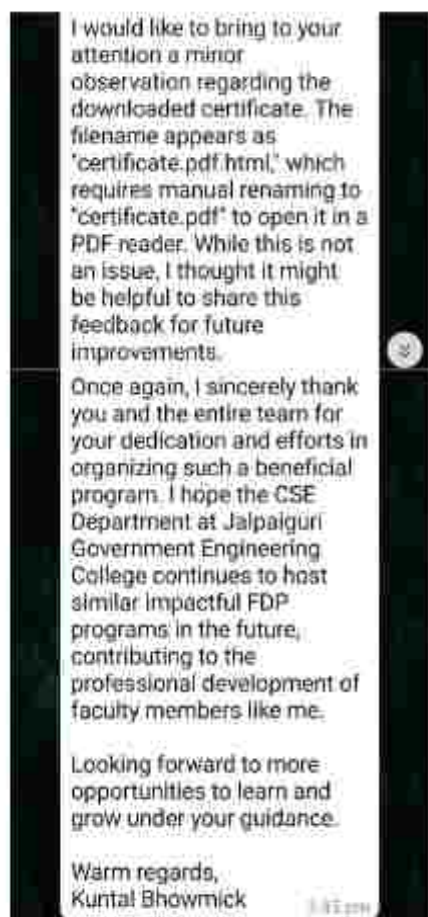 I would like to bring to your
attention a minor
observation regarding the
downloaded certificate. The
filename appears as
"certificate.pdf.html," which
requires manual renaming to
"certificate.pdf" to open it in a
PDF reader. While this is not
an issue, I thought it might
be helpful to share this
feedback for future
improvements.
Once again, I sincerely thank
you and the entire team for
your dedication and efforts in
organizing such a beneficial
program. I hope the CSE
Department at Jalpaiguri
Government Engineering
College continues to host
similar impactful FDP
programs in the future,
contributing to the
professional development of
faculty members like me.
Looking forward to more
opportunities to learn and
grow under your guidance.
Warm regards,
Kuntal Bhowmick